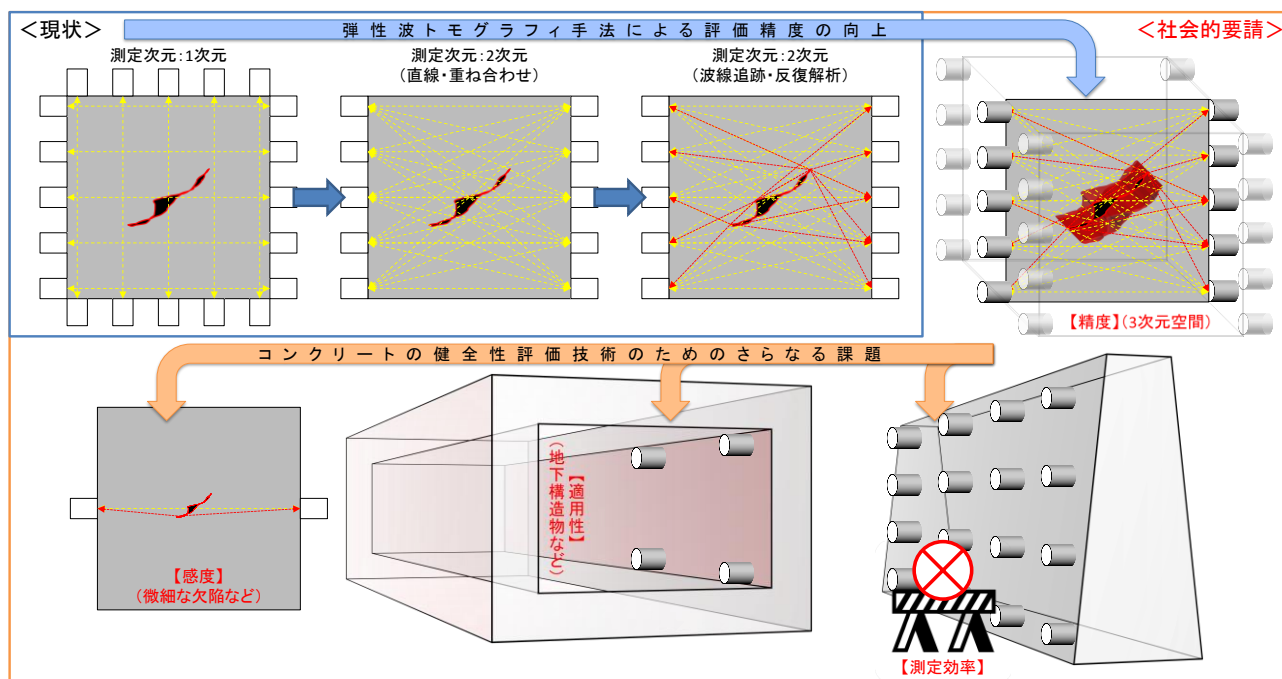 ＜現状＞
弾性波トモグラフィ手法による評価精度の向上
＜社会的要請＞
測定次元：1次元
測定次元：2次元
（直線・重ね合わせ）
測定次元：2次元
（波線追跡・反復解析）
【精度】（3次元空間）
コンクリートの健全性評価技術のためのさらなる課題
【感度】
（微細な欠陥など）
【適用性】
（地下構造物など）
【測定効率】